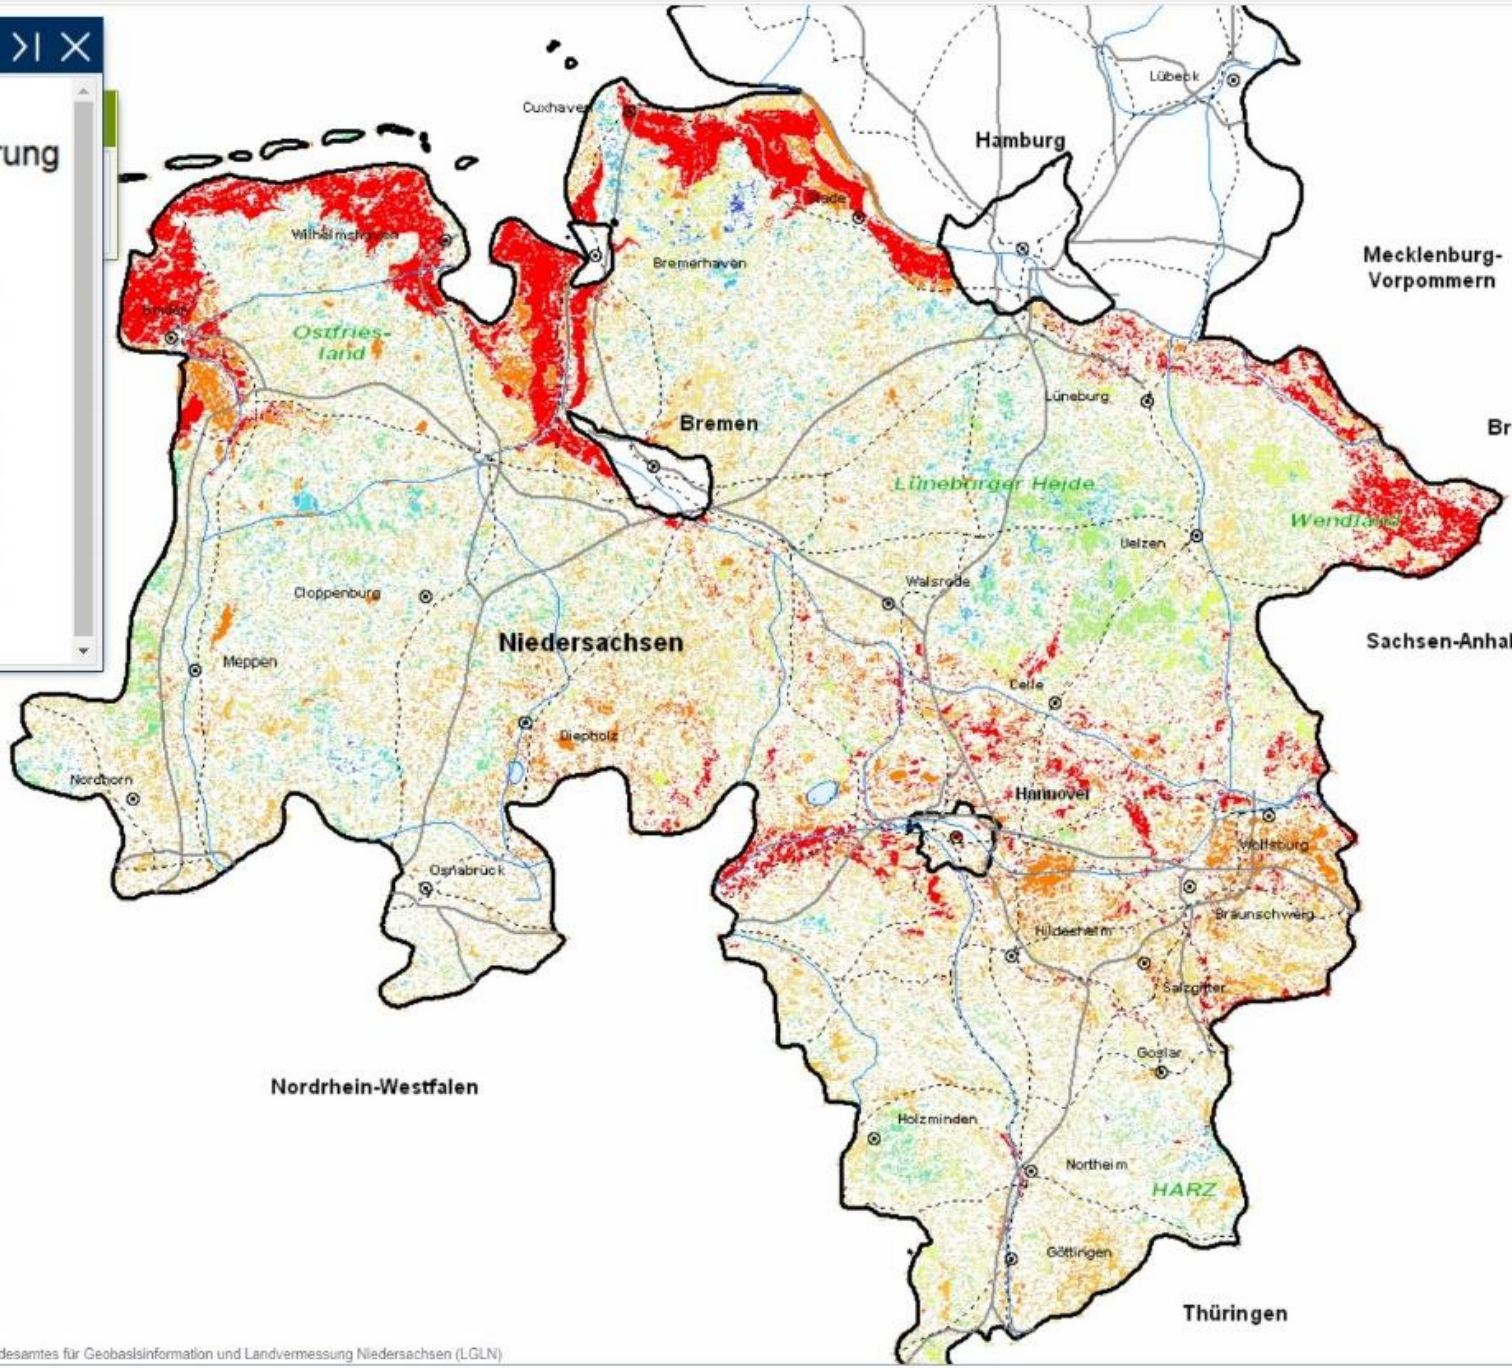 rung
Lübeck
Cuxhaven
Hamburg
Stade
Wilhelmshaven
Bremerhaven
Mecklenburg-
Vorpommern
Emden
Ostfries-
land
Lüneburg
Bremen
Br
Lüneburger Heide
Wendland
Uelzen
Walsrode
Cloppenburg
Niedersachsen
Sachsen-Anhal
Meppen
Celle
Diepholz
Nordhorn
Hannover
Wolfsburg
Osnabrück
Braunschweig
Hildesheim
Salzgitter
Goslar
Nordrhein-Westfalen
Holzminden
Northeim
HARZ
Göttingen
Thüringen
desamtes für Geobasisinformation und Landvermessung Niedersachsen (LGLN)